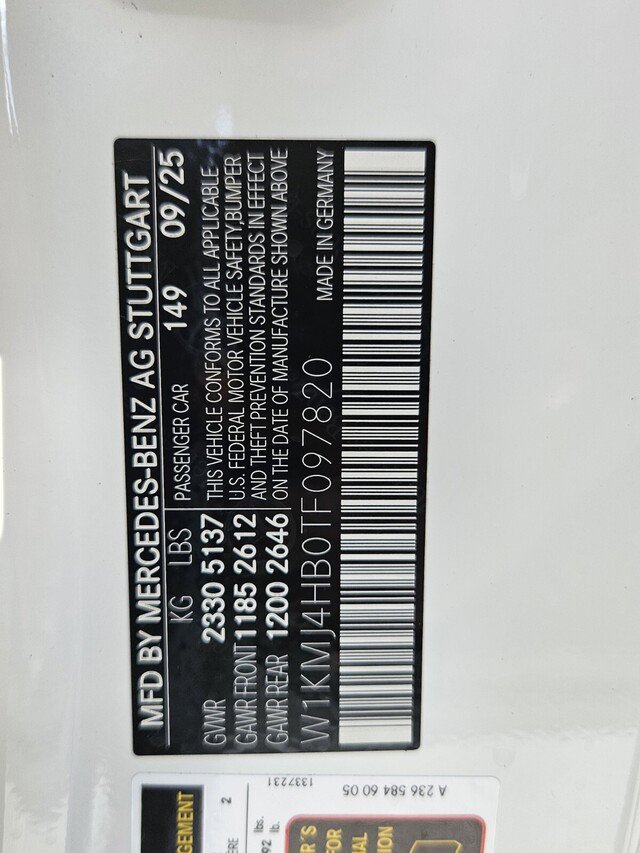 MFD BY MERCEDES-BENZ AG STUTTGART
KG LBS PASSENGER CAR 149 09/25
GVWR 2330 5137
GAWR FRONT 1185 2612
GAWR REAR 1200 2646
THIS VEHICLE CONFORMS TO ALL APPLICABLE
U.S. FEDERAL MOTOR VEHICLE SAFETY,BUMPER
AND THEFT PREVENTION STANDARDS IN EFFECT
ON THE DATE OF MANUFACTURE SHOWN ABOVE
W1KMJ4HB0TF097820 MADE IN GERMANY
A 236 584 60 05
1337231
2
lbs.
lb.